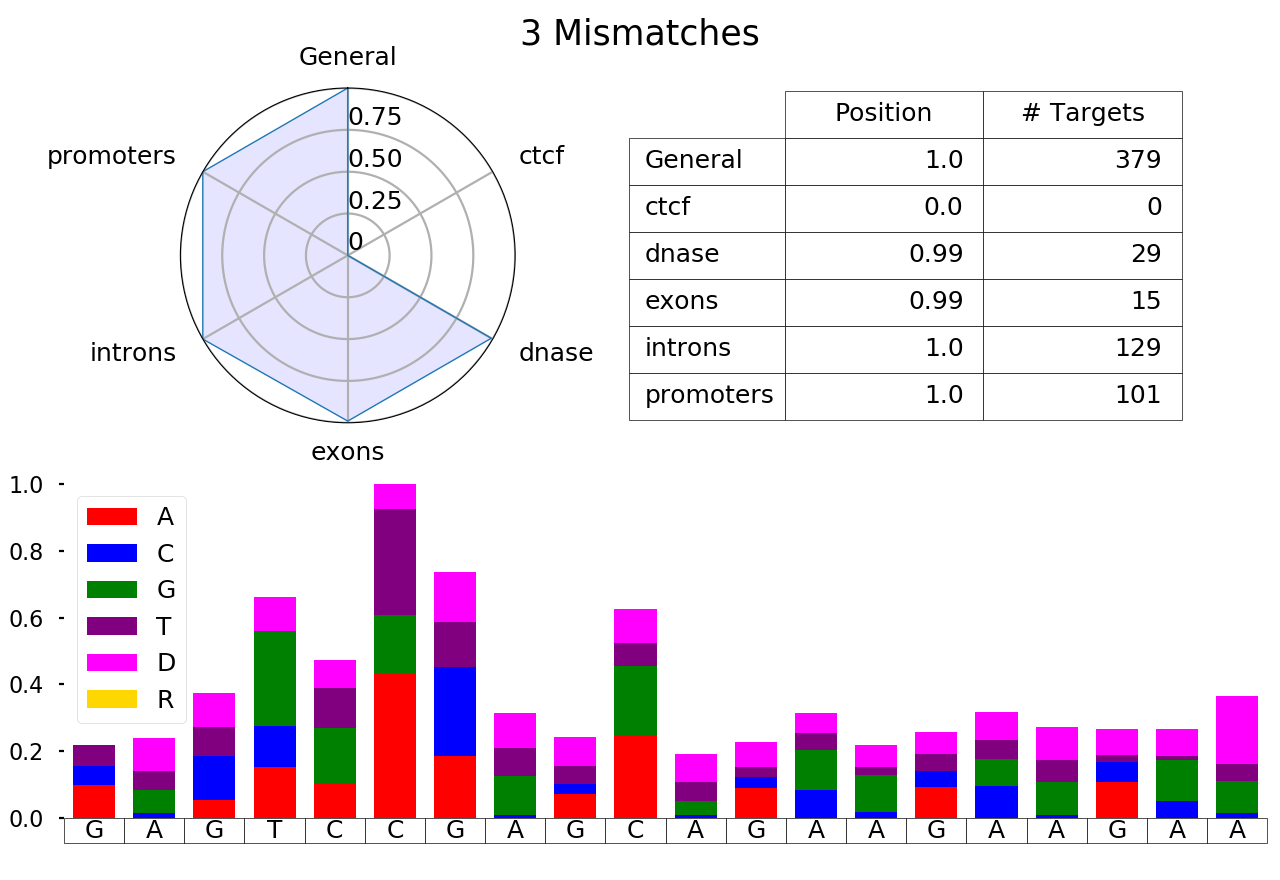 3 Mismatches
General
promoters
ctcf
introns
dnase
exons
0.75
0.50
0.25
0
Position # Targets
General 1.0 379
ctcf 0.0 0
dnase 0.99 29
exons 0.99 15
introns 1.0 129
promoters 1.0 101
1.0
0.8
0.6
0.4
0.2
0.0
A
C
G
T
D
R
G A G T C C G A G C A G A A G A A G A A